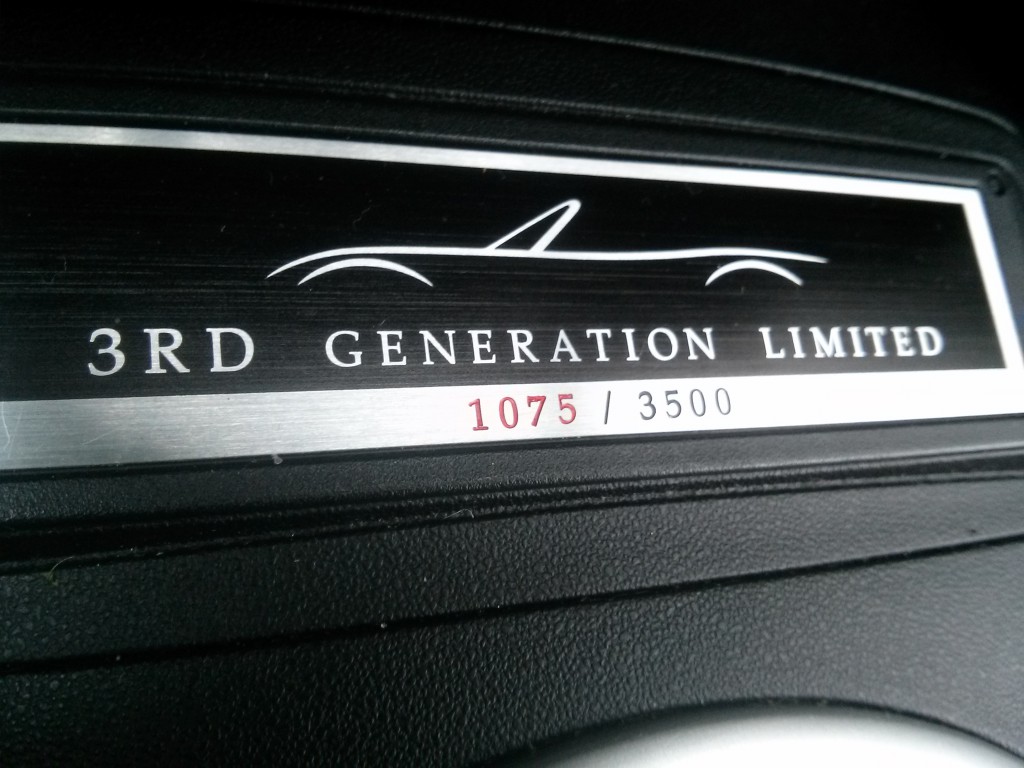 3RD GENERATION LIMITED
1075 / 3500